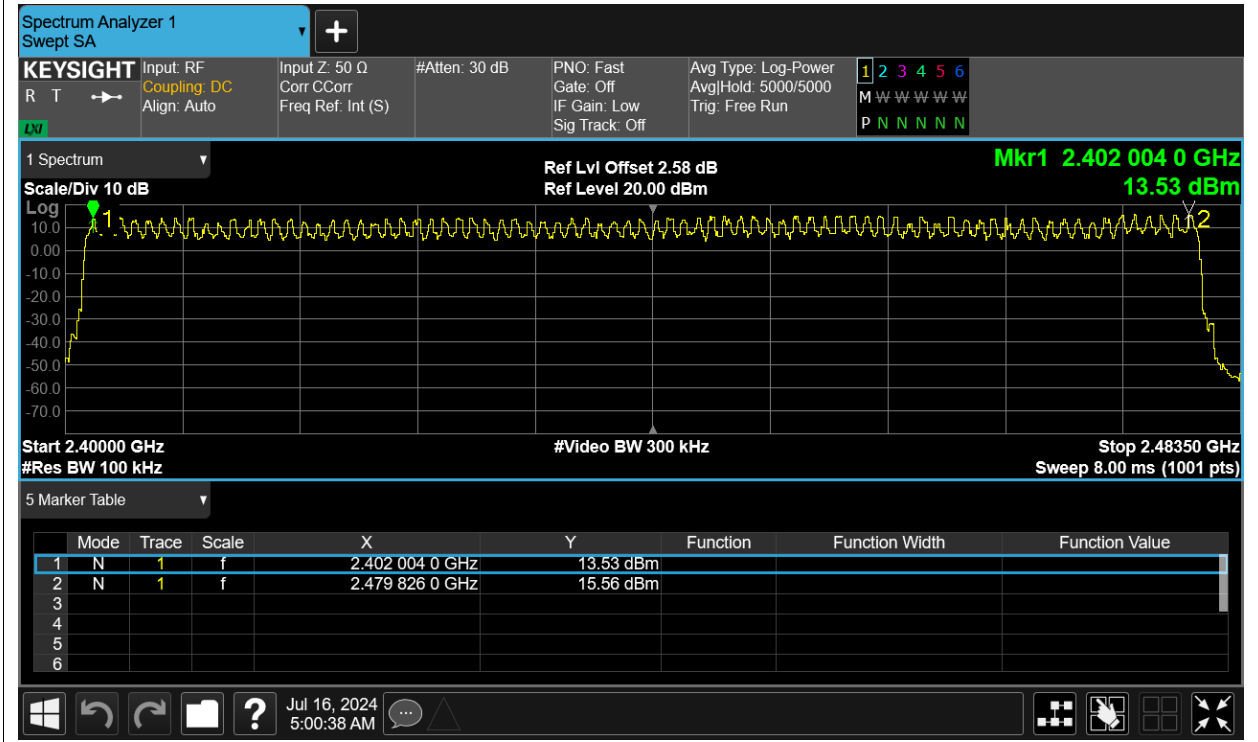 Spectrum Analyzer 1
Swept SA
KEYSIGHT
R T
LXI
Input: RF
Coupling: DC
Align: Auto
Input Z: 50 Ω
Corr CCorr
Freq Ref: Int (S)
#Atten: 30 dB
PNO: Fast
Gate: Off
IF Gain: Low
Sig Track: Off
Avg Type: Log-Power
Avg|Hold: 5000/5000
Trig: Free Run
1 2 3 4 5 6
M W W W W W
P N N N N N
1 Spectrum
Scale/Div 10 dB
Ref Lvl Offset 2.58 dB
Ref Level 20.00 dBm
Mkr1 2.402 004 0 GHz
13.53 dBm
Log
1
2
10.0
0.00
-10.0
-20.0
-30.0
-40.0
-50.0
-60.0
-70.0
Start 2.40000 GHz
#Res BW 100 kHz
#Video BW 300 kHz
Stop 2.48350 GHz
Sweep 8.00 ms (1001 pts)
5 Marker Table
Mode Trace Scale X Y Function Function Width Function Value
1 N 1 f 2.402 004 0 GHz 13.53 dBm
2 N 1 f 2.479 826 0 GHz 15.56 dBm
3
4
5
6
?
Jul 16, 2024
5:00:38 AM